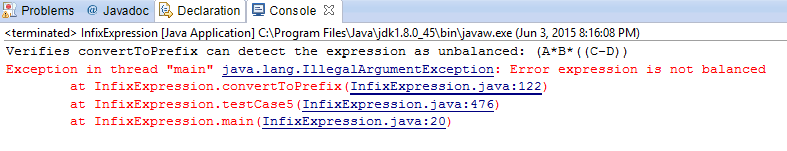 Problems @ Javadoc Declaration Console
<terminated> InfixExpression [Java Application] C:\Program Files\Java\jdk1.8.0_45\bin\javaw.exe (Jun 3, 2015 8:16:08 PM)
Verifies convertToPrefix can detect the expression as unbalanced: (A*B*((C-D))
Exception in thread "main" java.lang.IllegalArgumentException: Error expression is not balanced
at InfixExpression.convertToPrefix(InfixExpression.java:122)
at InfixExpression.testCase5(InfixExpression.java:476)
at InfixExpression.main(InfixExpression.java:20)